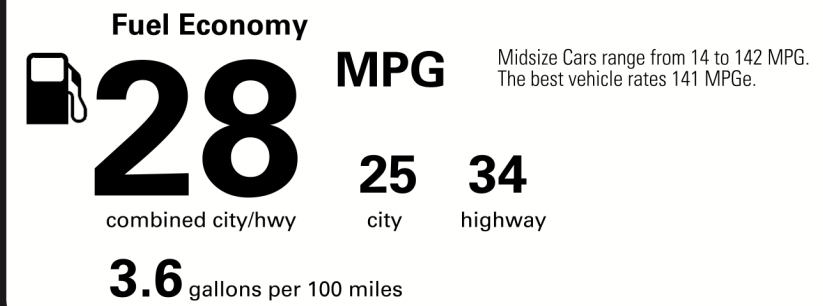 Fuel Economy
28 MPG
Midsize Cars range from 14 to 142 MPG.
The best vehicle rates 141 MPGe.
25 34
combined city/hwy city highway
3.6 gallons per 100 miles